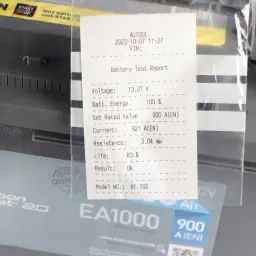 AUTOOL
2023-10-07 11:27
VIN:
Battery Test Report
Voltage: 13.27 V
Batt. Energy 100 %
Set Rated Value 900 A(EN)
Current: 821 A(EN)
Resistance: 3.04 mΩ
Life: 83 %
Result: Ok
Model NO.: BT-760
EA1000
900
A (EN)